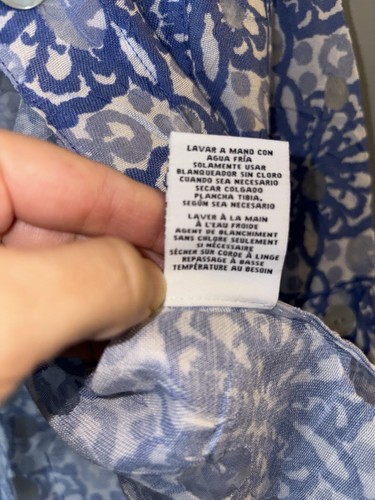 LAVAR A MANO CON
AGUA FRÍA
SOLAMENTE USAR
BLANQUEADOR SIN CLORO
CUANDO SEA NECESARIO
SECAR COLGADO
PLANCHA TIBIA,
SEGÚN SEA NECESARIO
LAVER À LA MAIN
À L'EAU FROIDE
AGENT DE BLANCHIMENT
SANS CHLORE SEULEMENT
SI NÉCESSAIRE
SÉCHER SUR CORDE À LINGE
REPASSAGE À BASSE
TEMPÉRATURE AU BESOIN